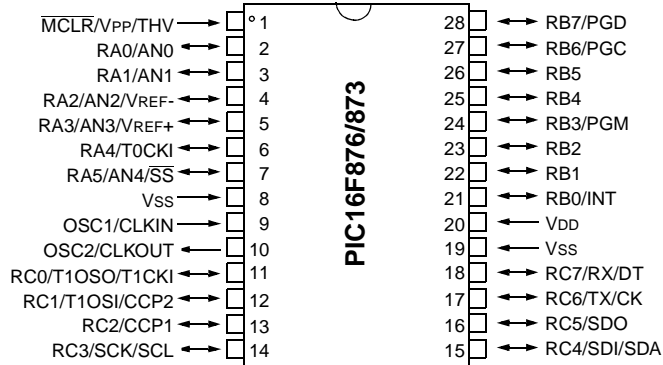 MCLR/VPP/THV °1 28 RB7/PGD
RA0/AN0 2 27 RB6/PGC
RA1/AN1 3 26 RB5
RA2/AN2/VREF- 4 25 RB4
RA3/AN3/VREF+ 5 24 RB3/PGM
RA4/T0CKI 6 23 RB2
RA5/AN4/SS 7 22 RB1
VSS 8 21 RB0/INT
OSC1/CLKIN 9 20 VDD
OSC2/CLKOUT 10 19 VSS
RC0/T1OSO/T1CKI 11 18 RC7/RX/DT
RC1/T1OSI/CCP2 12 17 RC6/TX/CK
RC2/CCP1 13 16 RC5/SDO
RC3/SCK/SCL 14 15 RC4/SDI/SDA
PIC16F876/873